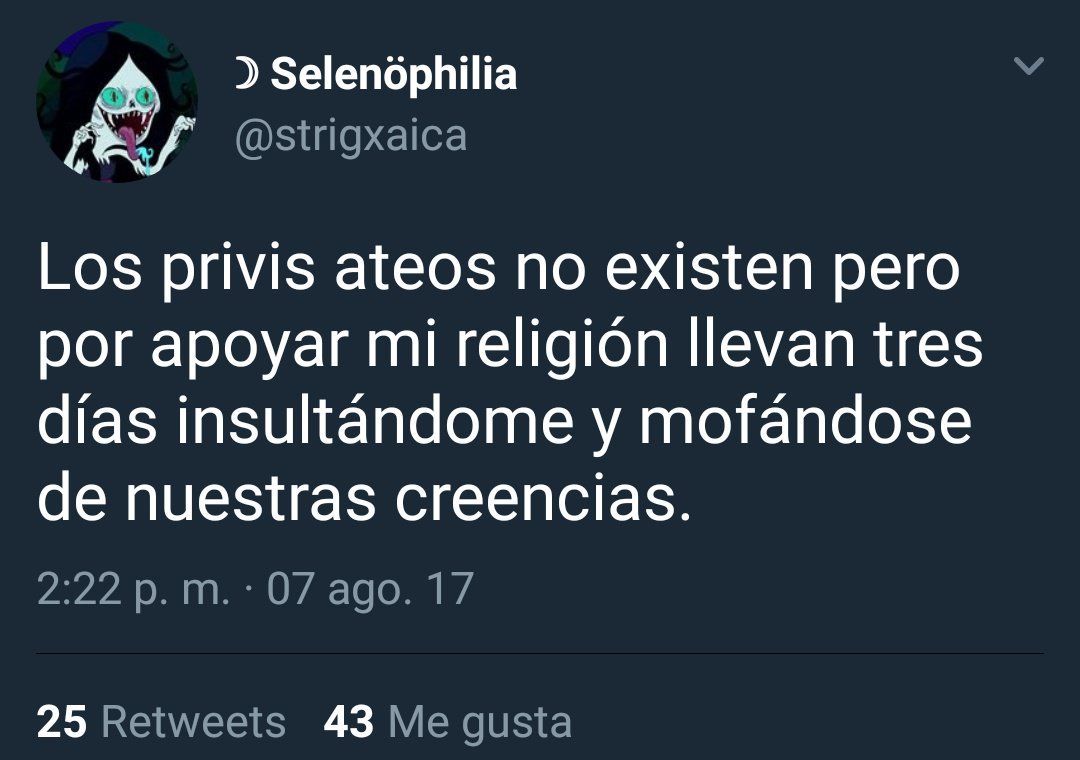 ☽ Selenöphilia
@strigxaica
Los privis ateos no existen pero
por apoyar mi religión llevan tres
días insultándome y mofándose
de nuestras creencias.
2:22 p. m. · 07 ago. 17
25 Retweets 43 Me gusta